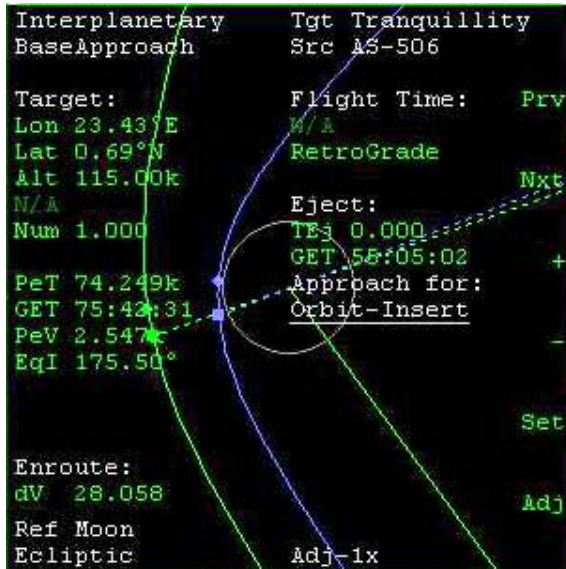 Interplanetary
BaseApproach
Tgt Tranquillity
Src AS-506
Target:
Lon 23.43°E
Lat 0.69°N
Alt 115.00k
N/A
Num 1.000
PeT 74.249k
GET 75:42:31
PeV 2.547k
EqI 175.50°
Enroute:
dV 28.058
Ref Moon
Ecliptic
Flight Time:
N/A
RetroGrade
Eject:
TEj 0.000
GET 55:05:02
Approach for:
Orbit-Insert
Adj-1x
Prv
Nxt
+
-
Set
Adj